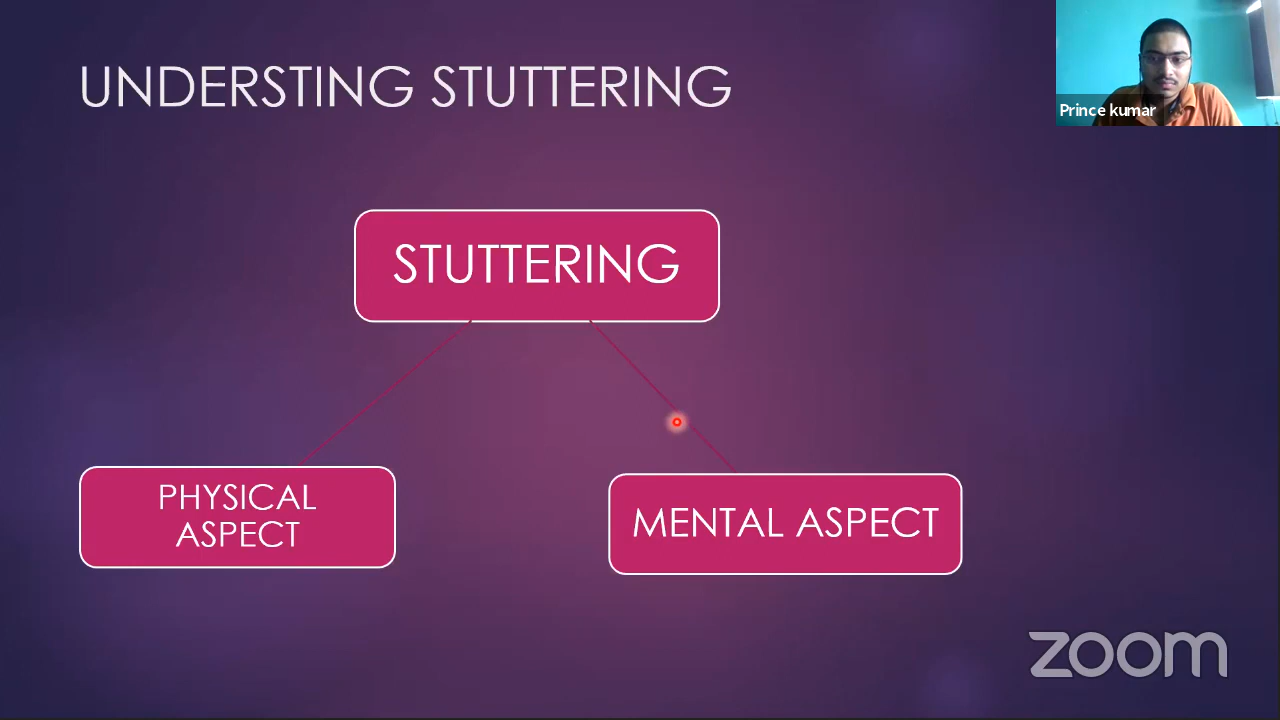 UNDERSTING STUTTERING
Prince kumar
STUTTERING
PHYSICAL
ASPECT
MENTAL ASPECT
zoom